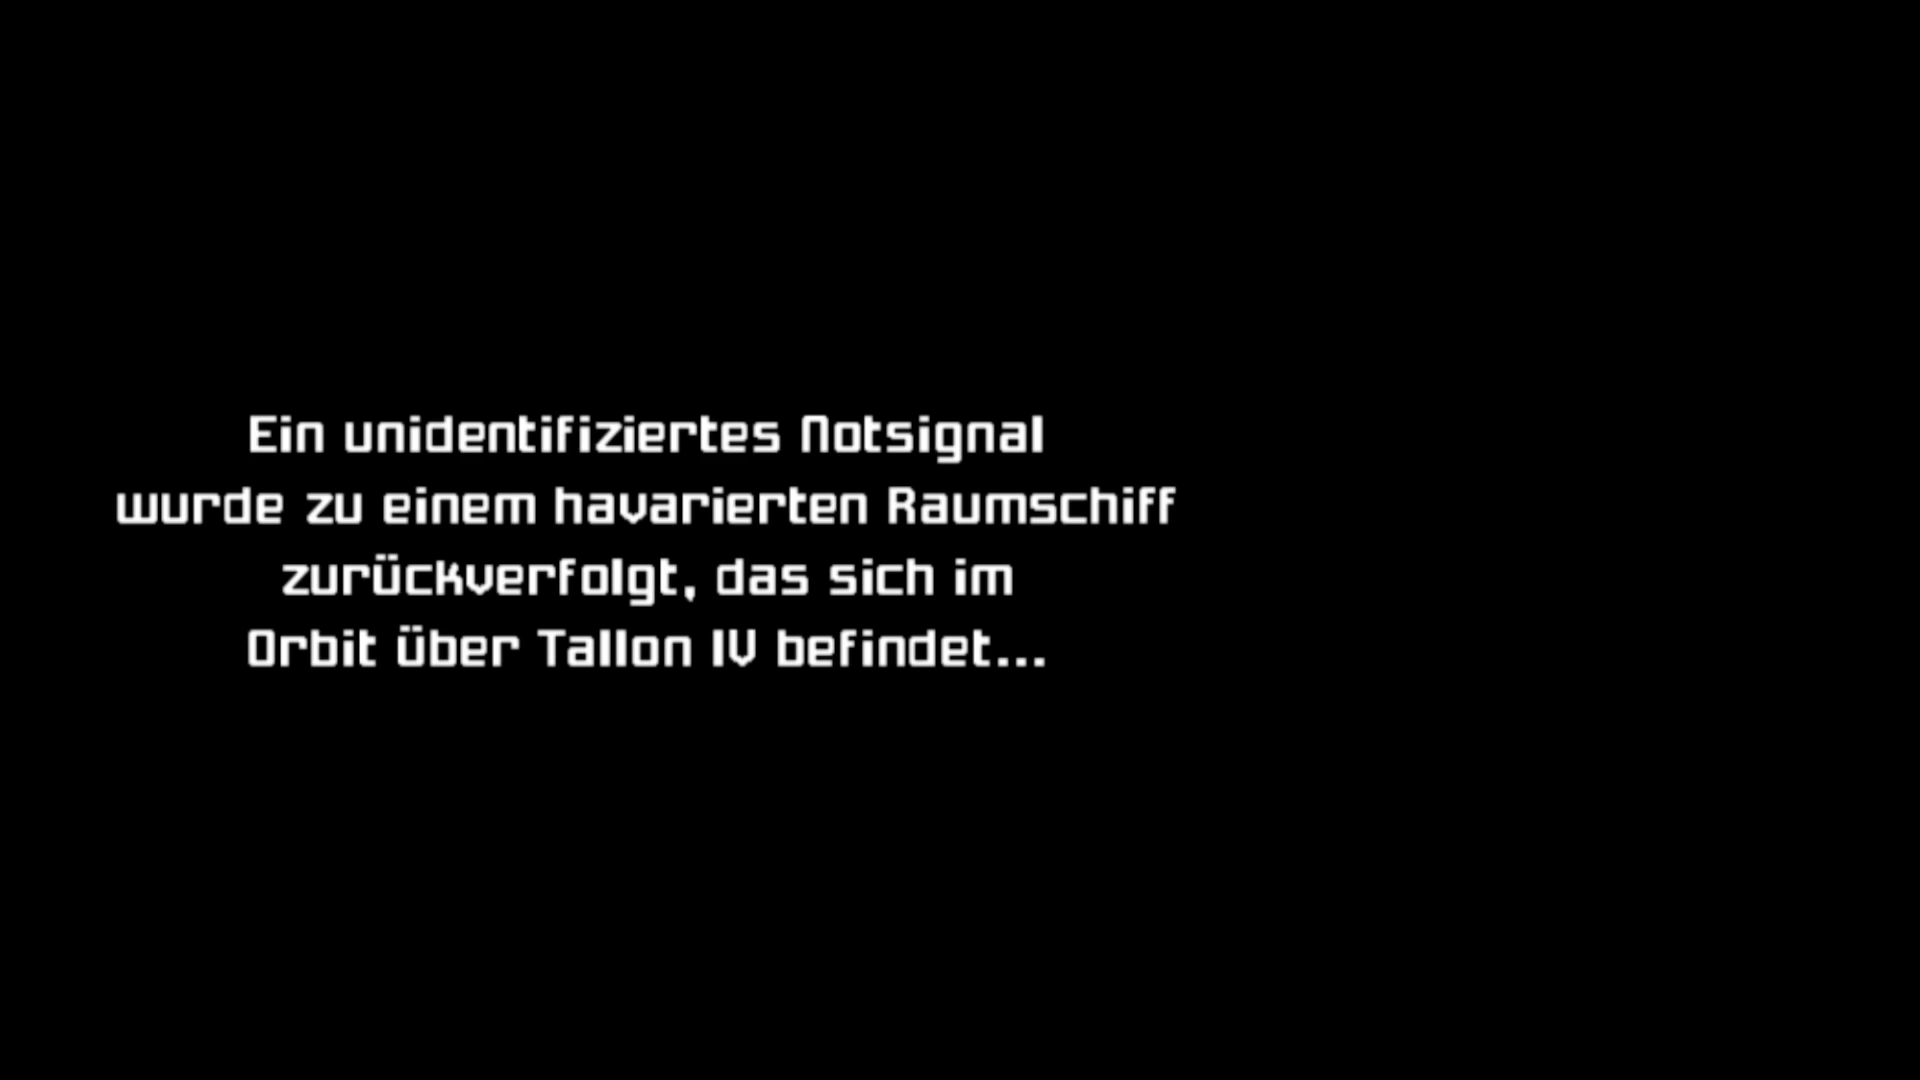 Ein unidentifiziertes Notsignal
wurde zu einem havarierten Raumschiff
zurückverfolgt, das sich im
Orbit über Tallon IV befindet...